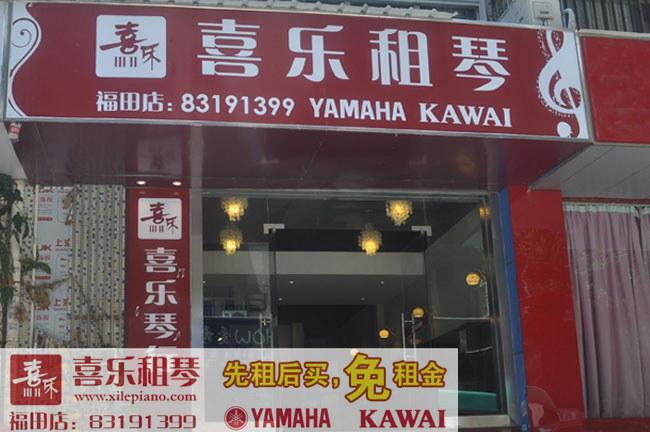 喜乐 喜乐租琴
福田店：83191399 YAMAHA KAWAI
喜乐
喜乐琴
喜乐 喜乐租琴
www.xilepiano.com
福田店：83191399
先租后买，免租金
YAMAHA KAWAI